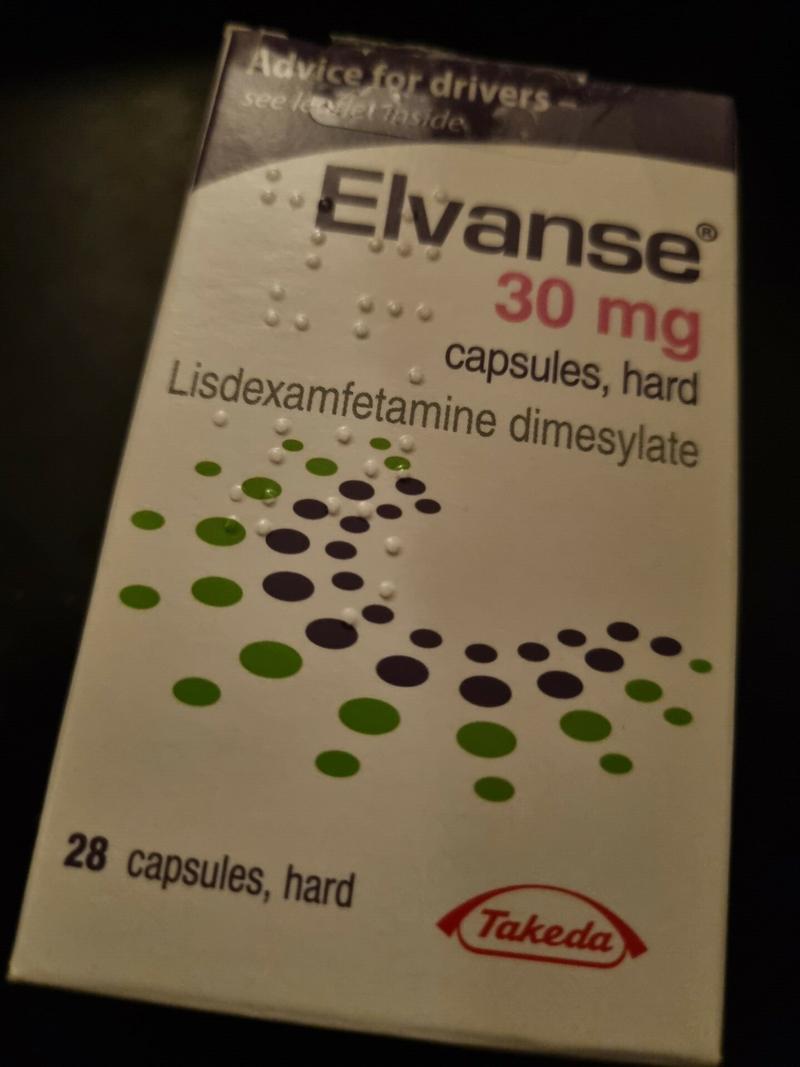 Advice for drivers –
see leaflet inside
Elvanse®
30 mg
capsules, hard
Lisdexamfetamine dimesylate
28 capsules, hard
Takeda